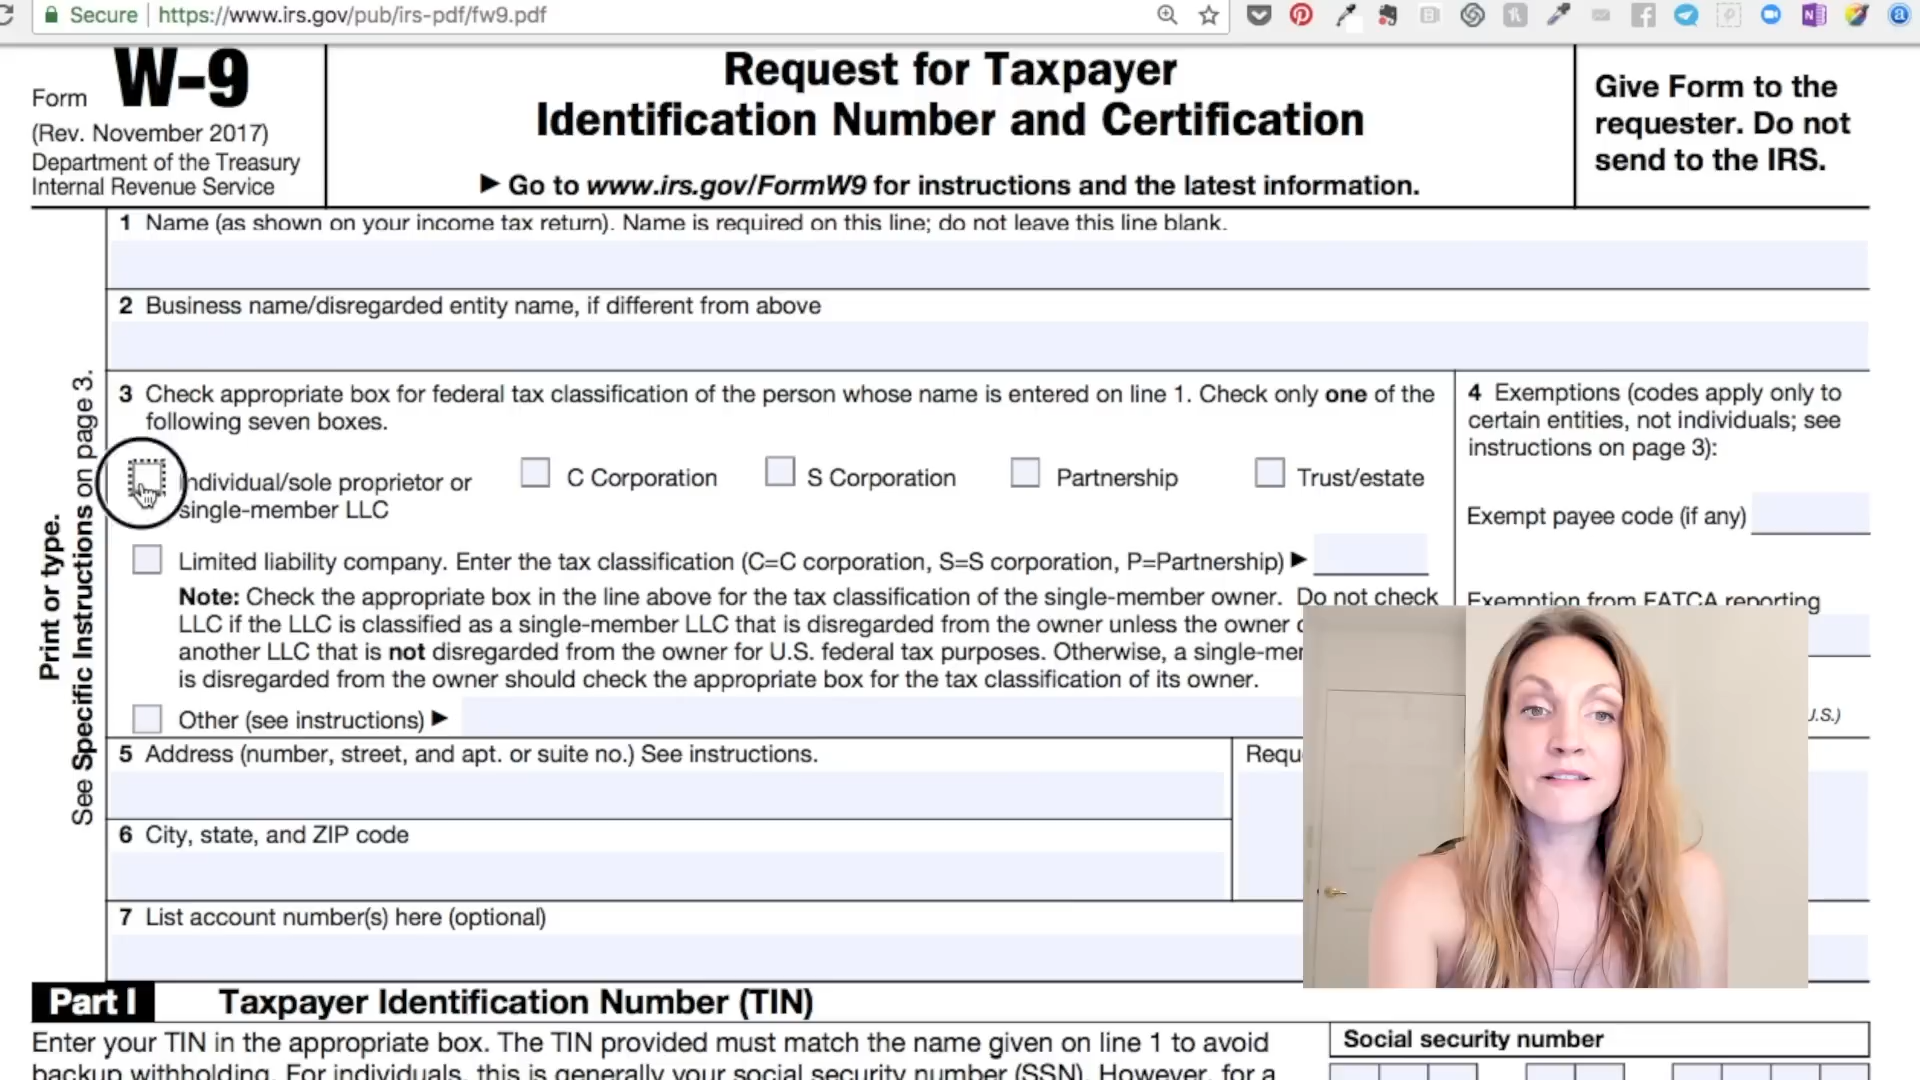 Secure https://www.irs.gov/pub/irs-pdf/fw9.pdf
Form W-9
(Rev. November 2017)
Department of the Treasury
Internal Revenue Service
Request for Taxpayer
Identification Number and Certification
▶ Go to www.irs.gov/FormW9 for instructions and the latest information.
Give Form to the
requester. Do not
send to the IRS.
Print or type.
See Specific Instructions on page 3.
1 Name (as shown on your income tax return). Name is required on this line; do not leave this line blank.
2 Business name/disregarded entity name, if different from above
3 Check appropriate box for federal tax classification of the person whose name is entered on line 1. Check only one of the
following seven boxes.
Individual/sole proprietor or
single-member LLC
C Corporation
S Corporation
Partnership
Trust/estate
Limited liability company. Enter the tax classification (C=C corporation, S=S corporation, P=Partnership) ▶
Note: Check the appropriate box in the line above for the tax classification of the single-member owner. Do not check
LLC if the LLC is classified as a single-member LLC that is disregarded from the owner unless the owner
another LLC that is not disregarded from the owner for U.S. federal tax purposes. Otherwise, a
is disregarded from the owner should check the appropriate box for the tax classification of its owner.
Other (see instructions) ▶
4 Exemptions (codes apply only to
certain entities, not individuals; see
instructions on page 3):
Exempt payee code (if any)
Exemption from FATCA reporting
U.S.)
5 Address (number, street, and apt. or suite no.) See instructions.
6 City, state, and ZIP code
7 List account number(s) here (optional)
Part I Taxpayer Identification Number (TIN)
Enter your TIN in the appropriate box. The TIN provided must match the name given on line 1 to avoid
backup withholding. For individuals, this is generally your social security number (SSN). However, for a
Social security number